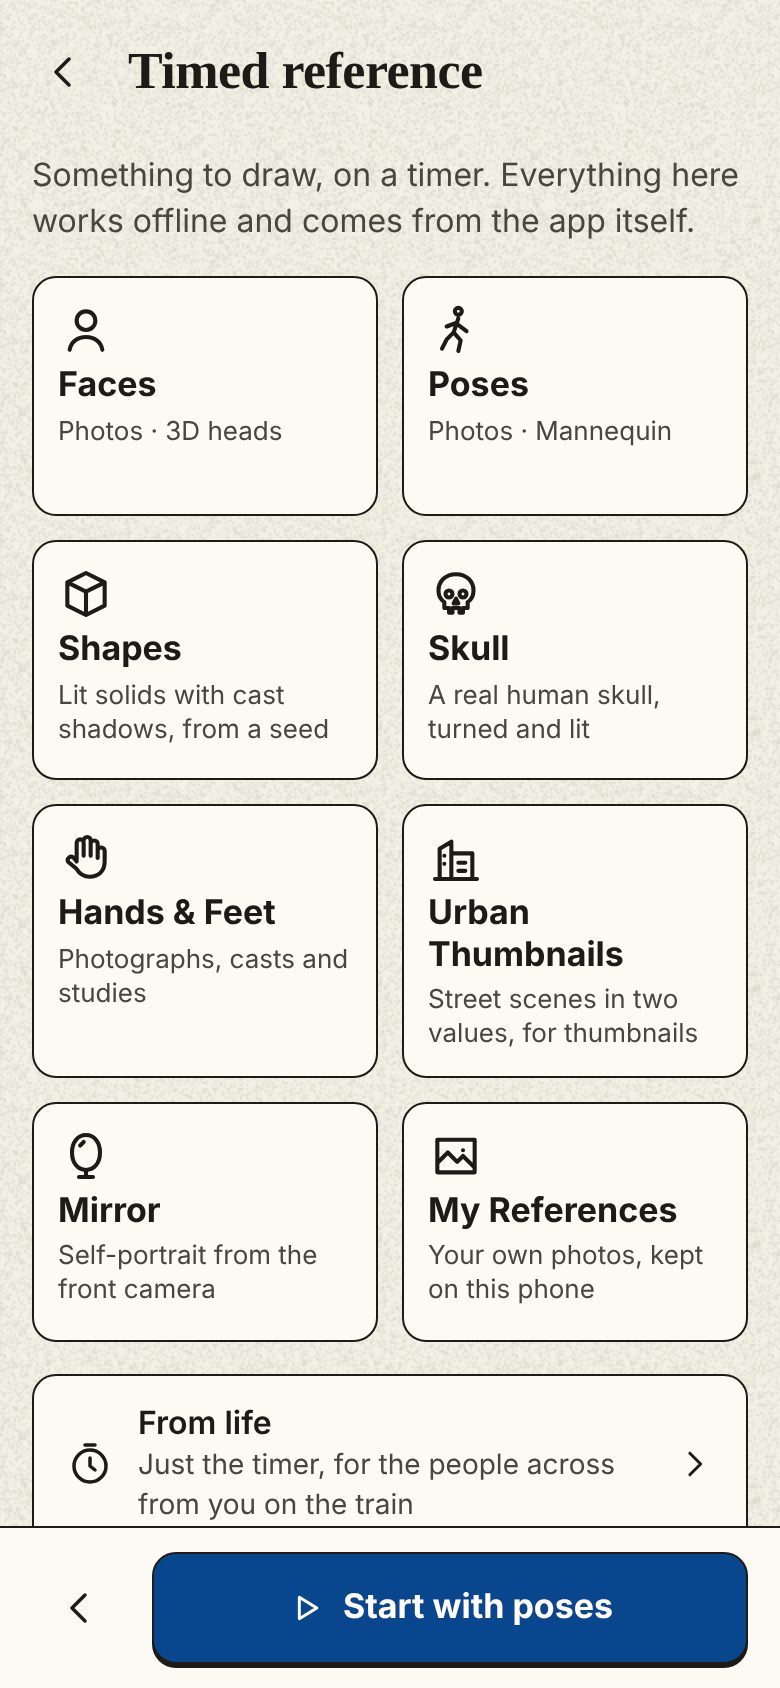 Timed reference
Something to draw, on a timer. Everything here
works offline and comes from the app itself.
Faces
Photos · 3D heads
Poses
Photos · Mannequin
Shapes
Lit solids with cast
shadows, from a seed
Skull
A real human skull,
turned and lit
Hands & Feet
Photographs, casts and
studies
Urban
Thumbnails
Street scenes in two
values, for thumbnails
Mirror
Self-portrait from the
front camera
My References
Your own photos, kept
on this phone
From life
Just the timer, for the people across
from you on the train
Start with poses